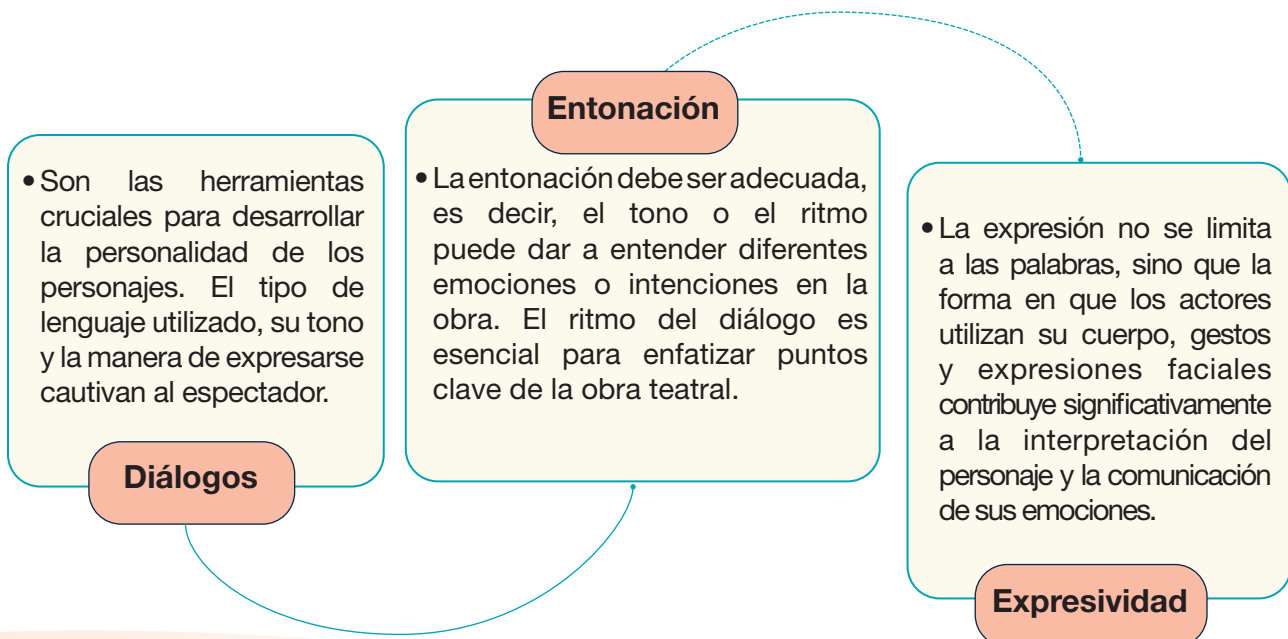 • Son las herramientas
cruciales para desarrollar
la personalidad de los
personajes. El tipo de
lenguaje utilizado, su tono
y la manera de expresarse
cautivan al espectador.
Diálogos
Entonación
• La entonación debe ser adecuada,
es decir, el tono o el ritmo
puede dar a entender diferentes
emociones o intenciones en la
obra. El ritmo del diálogo es
esencial para enfatizar puntos
clave de la obra teatral.
• La expresión no se limita
a las palabras, sino que la
forma en que los actores
utilizan su cuerpo, gestos
y expresiones faciales
contribuye significativamente
a la interpretación del
personaje y la comunicación
de sus emociones.
Expresividad